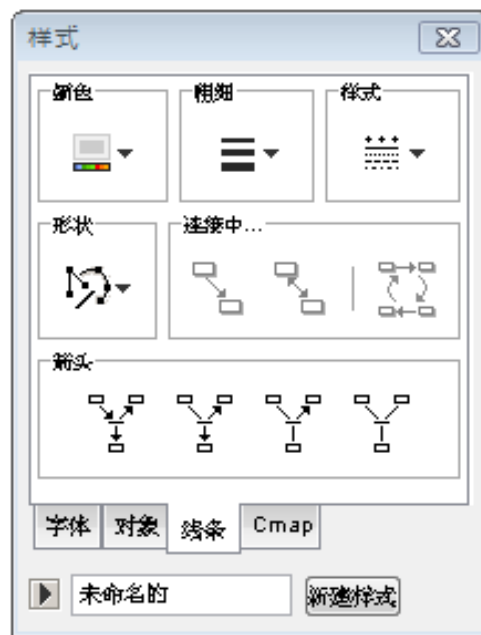 样式
颜色 粗细 样式
形状 连接中...
箭头
字体 对象 线条 Cmap
未命名的 新建样式